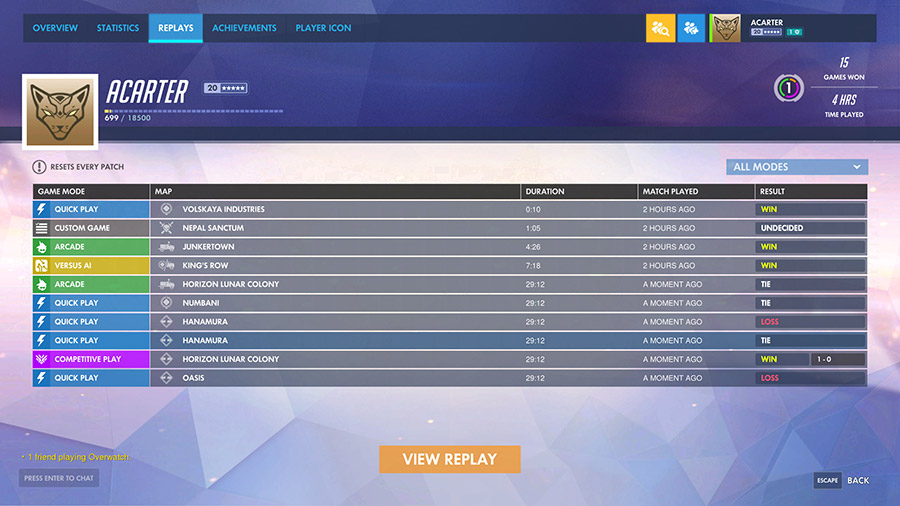 OVERVIEW STATISTICS REPLAYS ACHIEVEMENTS PLAYER ICON
ACARTER
20 ★★★★★ 1
ACARTER 20 ★★★★★
699 / 18500
1
15
GAMES WON
4 HRS
TIME PLAYED
RESETS EVERY PATCH
ALL MODES
GAME MODE MAP DURATION MATCH PLAYED RESULT
QUICK PLAY VOLSKAYA INDUSTRIES 0:10 2 HOURS AGO WIN
CUSTOM GAME NEPAL SANCTUM 1:05 2 HOURS AGO UNDECIDED
ARCADE JUNKERTOWN 4:26 2 HOURS AGO WIN
VERSUS AI KING'S ROW 7:18 2 HOURS AGO WIN
ARCADE HORIZON LUNAR COLONY 29:12 A MOMENT AGO TIE
QUICK PLAY NUMBANI 29:12 A MOMENT AGO TIE
QUICK PLAY HANAMURA 29:12 A MOMENT AGO LOSS
QUICK PLAY HANAMURA 29:12 A MOMENT AGO TIE
COMPETITIVE PLAY HORIZON LUNAR COLONY 29:12 A MOMENT AGO WIN 1 - 0
QUICK PLAY OASIS 29:12 A MOMENT AGO LOSS
VIEW REPLAY
• 1 friend playing Overwatch
PRESS ENTER TO CHAT
ESCAPE BACK